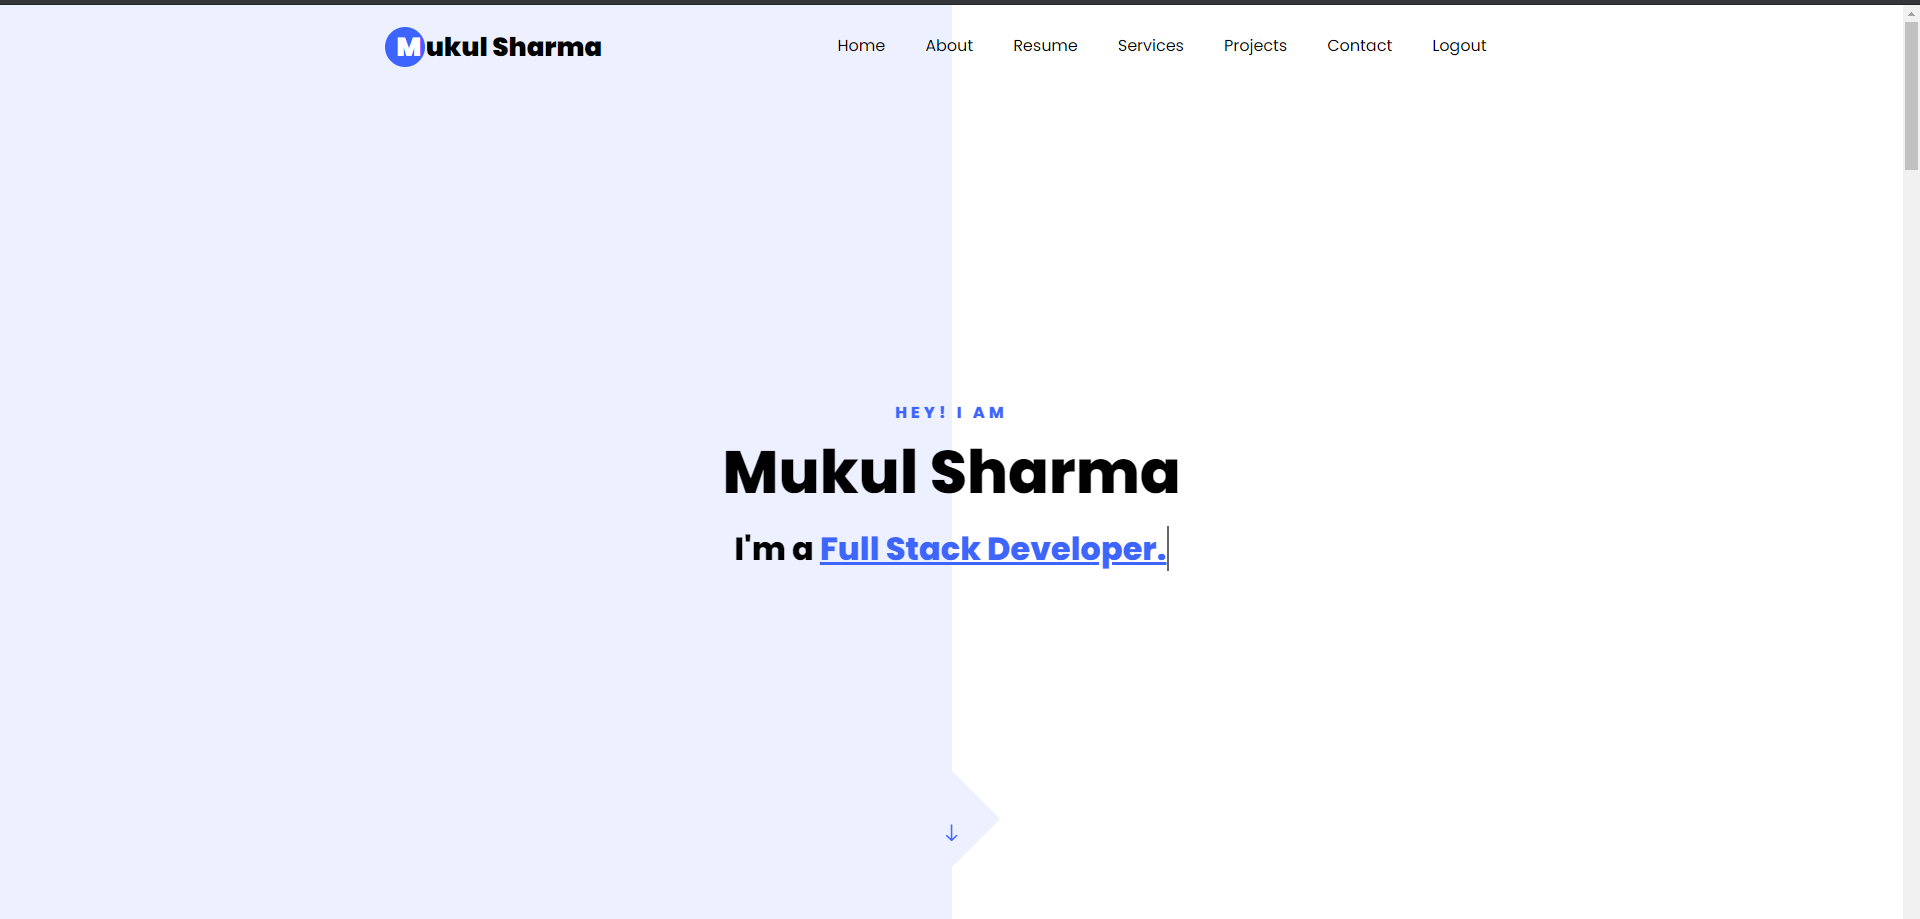 Mukul Sharma
Home About Resume Services Projects Contact Logout
HEY! I AM
Mukul Sharma
I'm a Full Stack Developer.